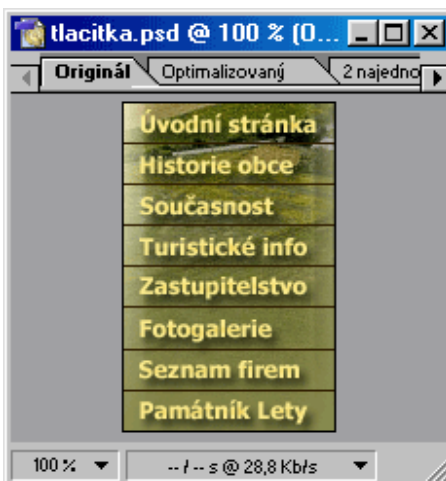 tlacitka.psd @ 100 % (O...
Originál Optimalizovaný 2 najedno
Úvodní stránka
Historie obce
Současnost
Turistické info
Zastupitelstvo
Fotogalerie
Seznam firem
Památník Lety
100 % -- / -- s @ 28,8 Kb/s